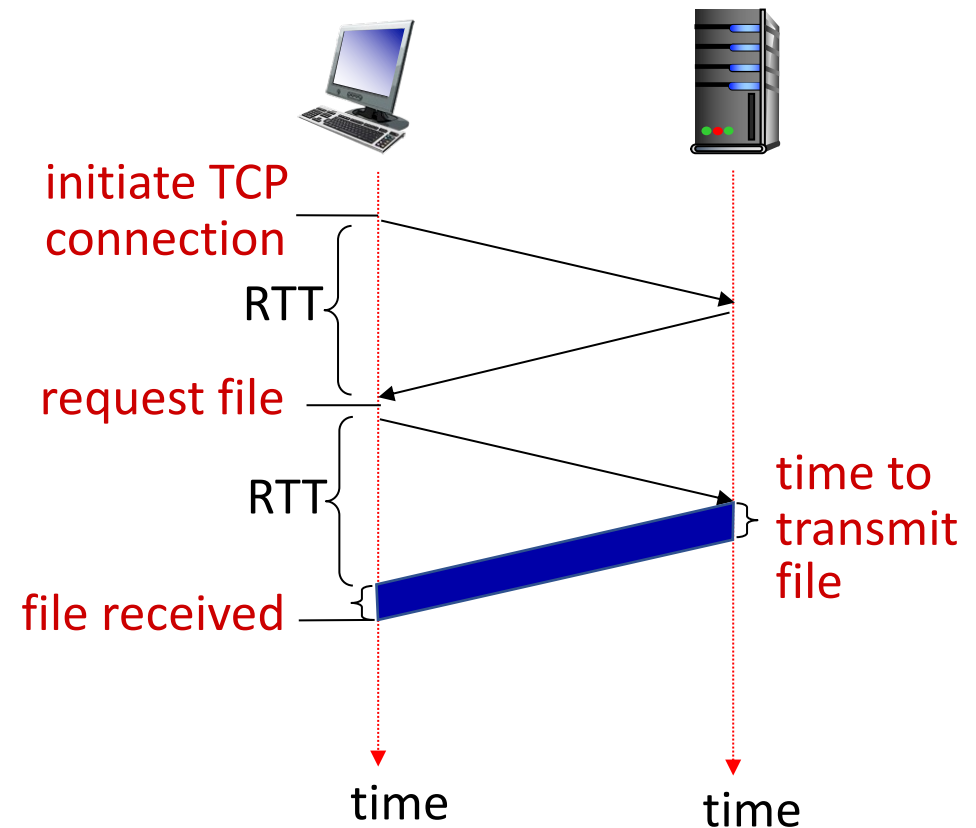 initiate TCP
connection
RTT
request file
RTT
time to
transmit
file
file received
time
time